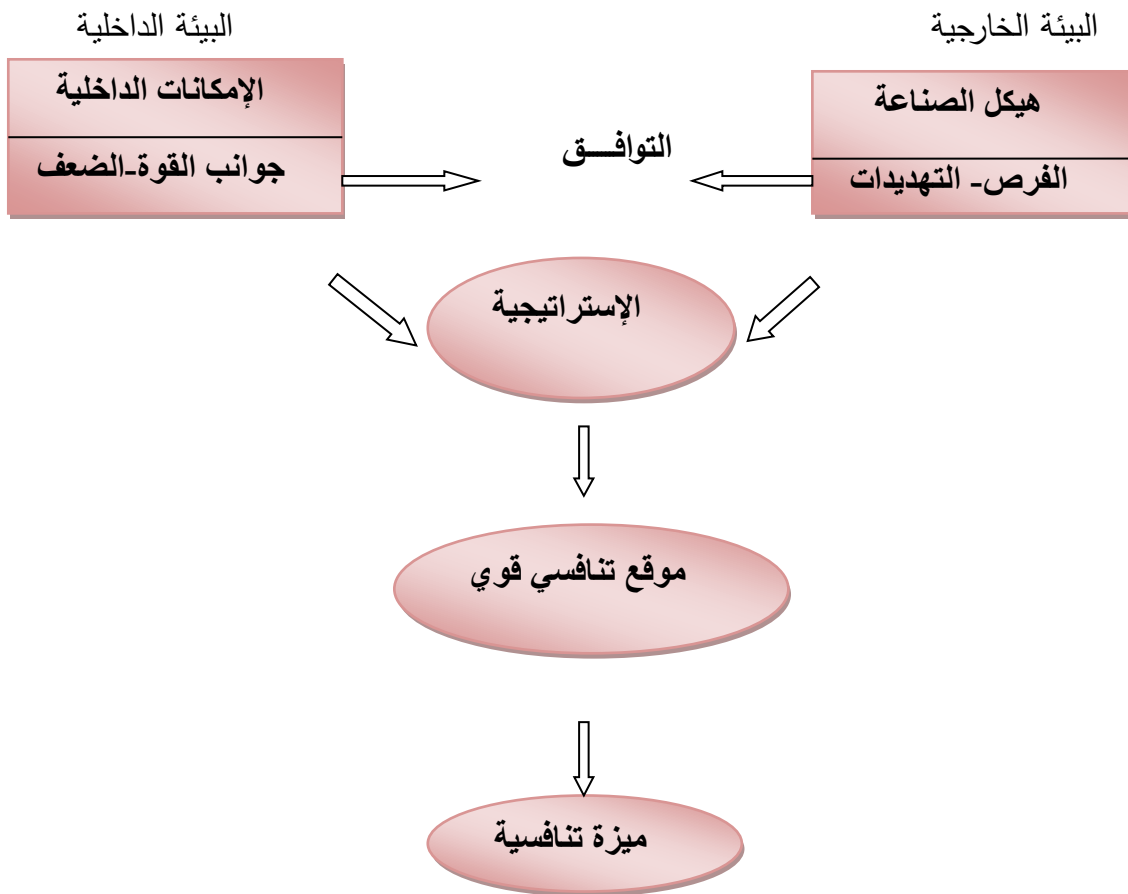 البيئة الخارجية
البيئة الداخلية
هيكل الصناعة
الفرص- التهديدات
الإمكانات الداخلية
جوانب القوة-الضعف
التوافــــق
الإستراتيجية
موقع تنافسي قوي
ميزة تنافسية